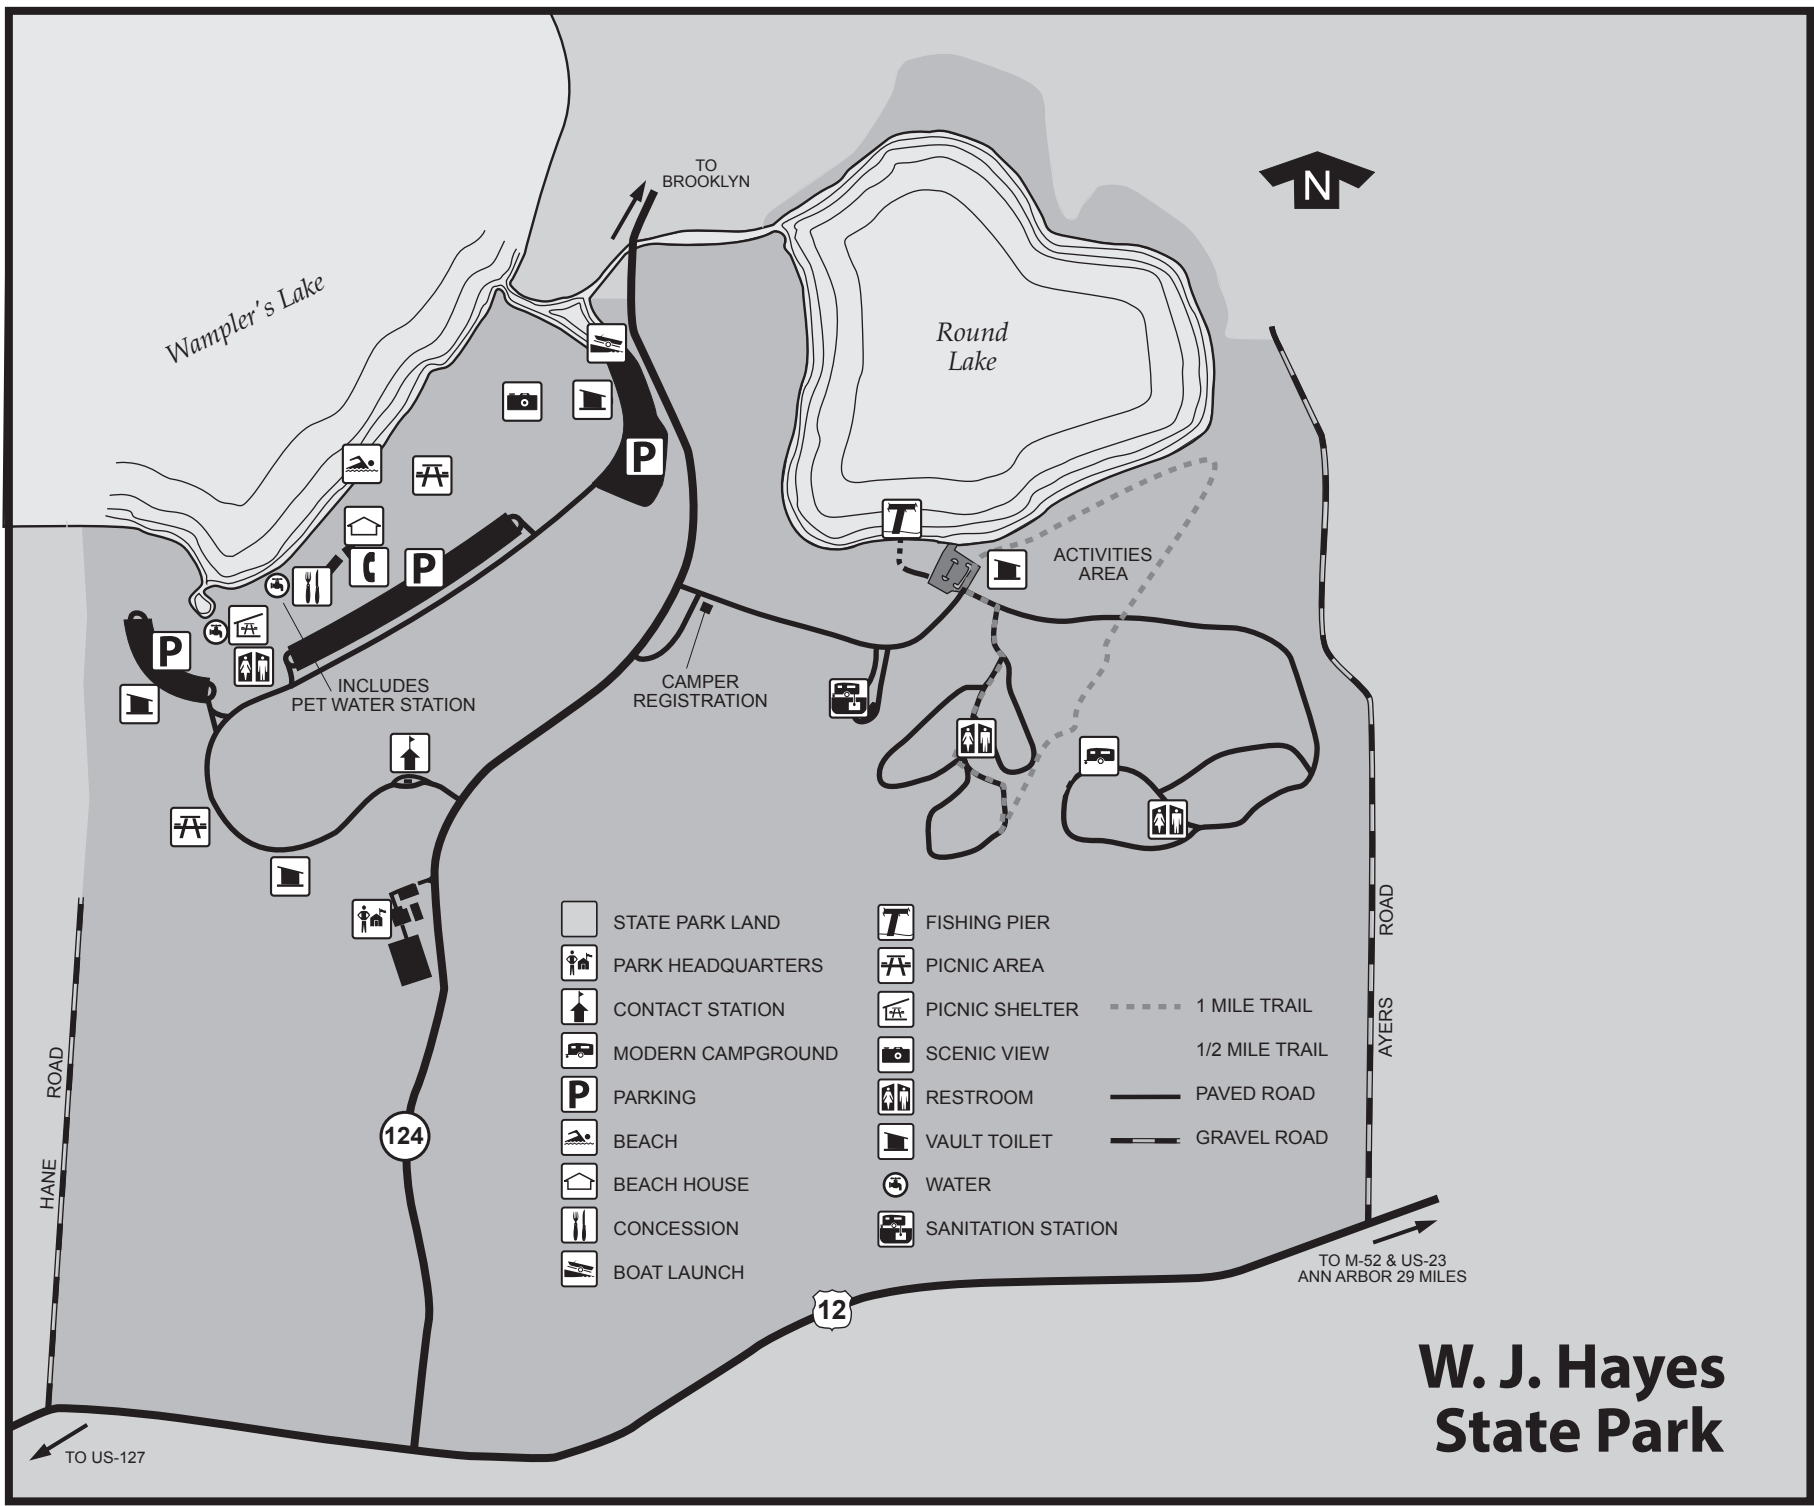 TO
BROOKLYN
N
Wampler's Lake
Round
Lake
P
T
ACTIVITIES
AREA
P
P
INCLUDES
PET WATER STATION
CAMPER
REGISTRATION
STATE PARK LAND
PARK HEADQUARTERS
CONTACT STATION
MODERN CAMPGROUND
P PARKING
BEACH
BEACH HOUSE
CONCESSION
BOAT LAUNCH
T FISHING PIER
PICNIC AREA
PICNIC SHELTER
SCENIC VIEW
RESTROOM
VAULT TOILET
WATER
SANITATION STATION
1 MILE TRAIL
1/2 MILE TRAIL
PAVED ROAD
GRAVEL ROAD
HANE ROAD
AYERS ROAD
124
12
TO M-52 & US-23
ANN ARBOR 29 MILES
TO US-127
W. J. Hayes
State Park